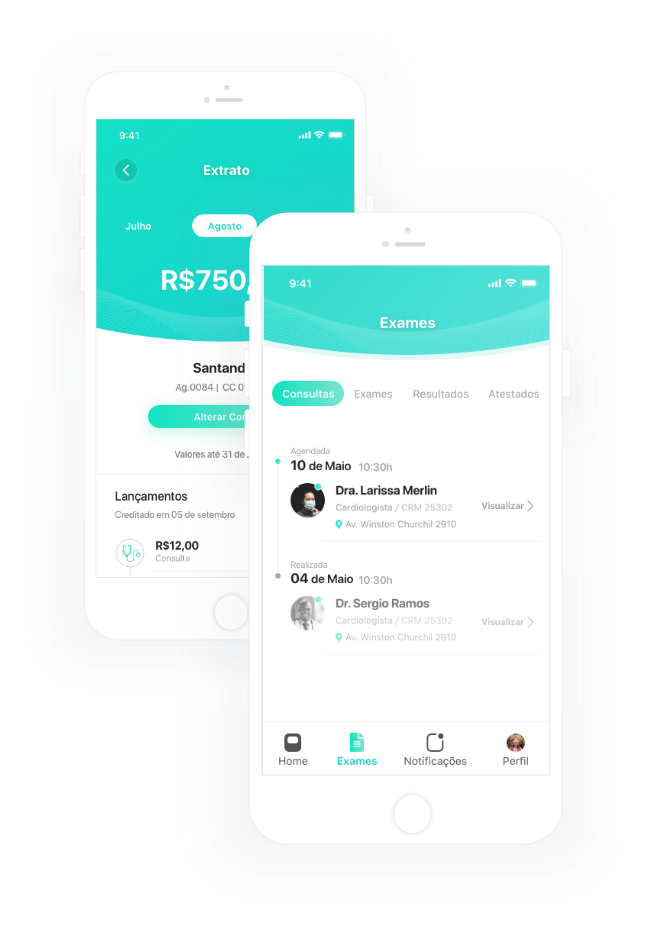 9:41
Extrato
Julho
Agosto
R$750,
Santand
Ag.0084 | CC 0
Alterar Co
Valores até 31 de
Lançamentos
Creditado em 05 de setembro
R$12,00
Consulta
9:41
Exames
Consultas
Exames
Resultados
Atestados
Agendada
10 de Maio 10:30h
Dra. Larissa Merlin
Cardiologista / CRM 25302
Av. Winston Churchil 2910
Visualizar
Realizada
04 de Maio 10:30h
Dr. Sergio Ramos
Cardiologista / CRM 25302
Av. Winston Churchil 2910
Visualizar
Home
Exames
Notificações
Perfil